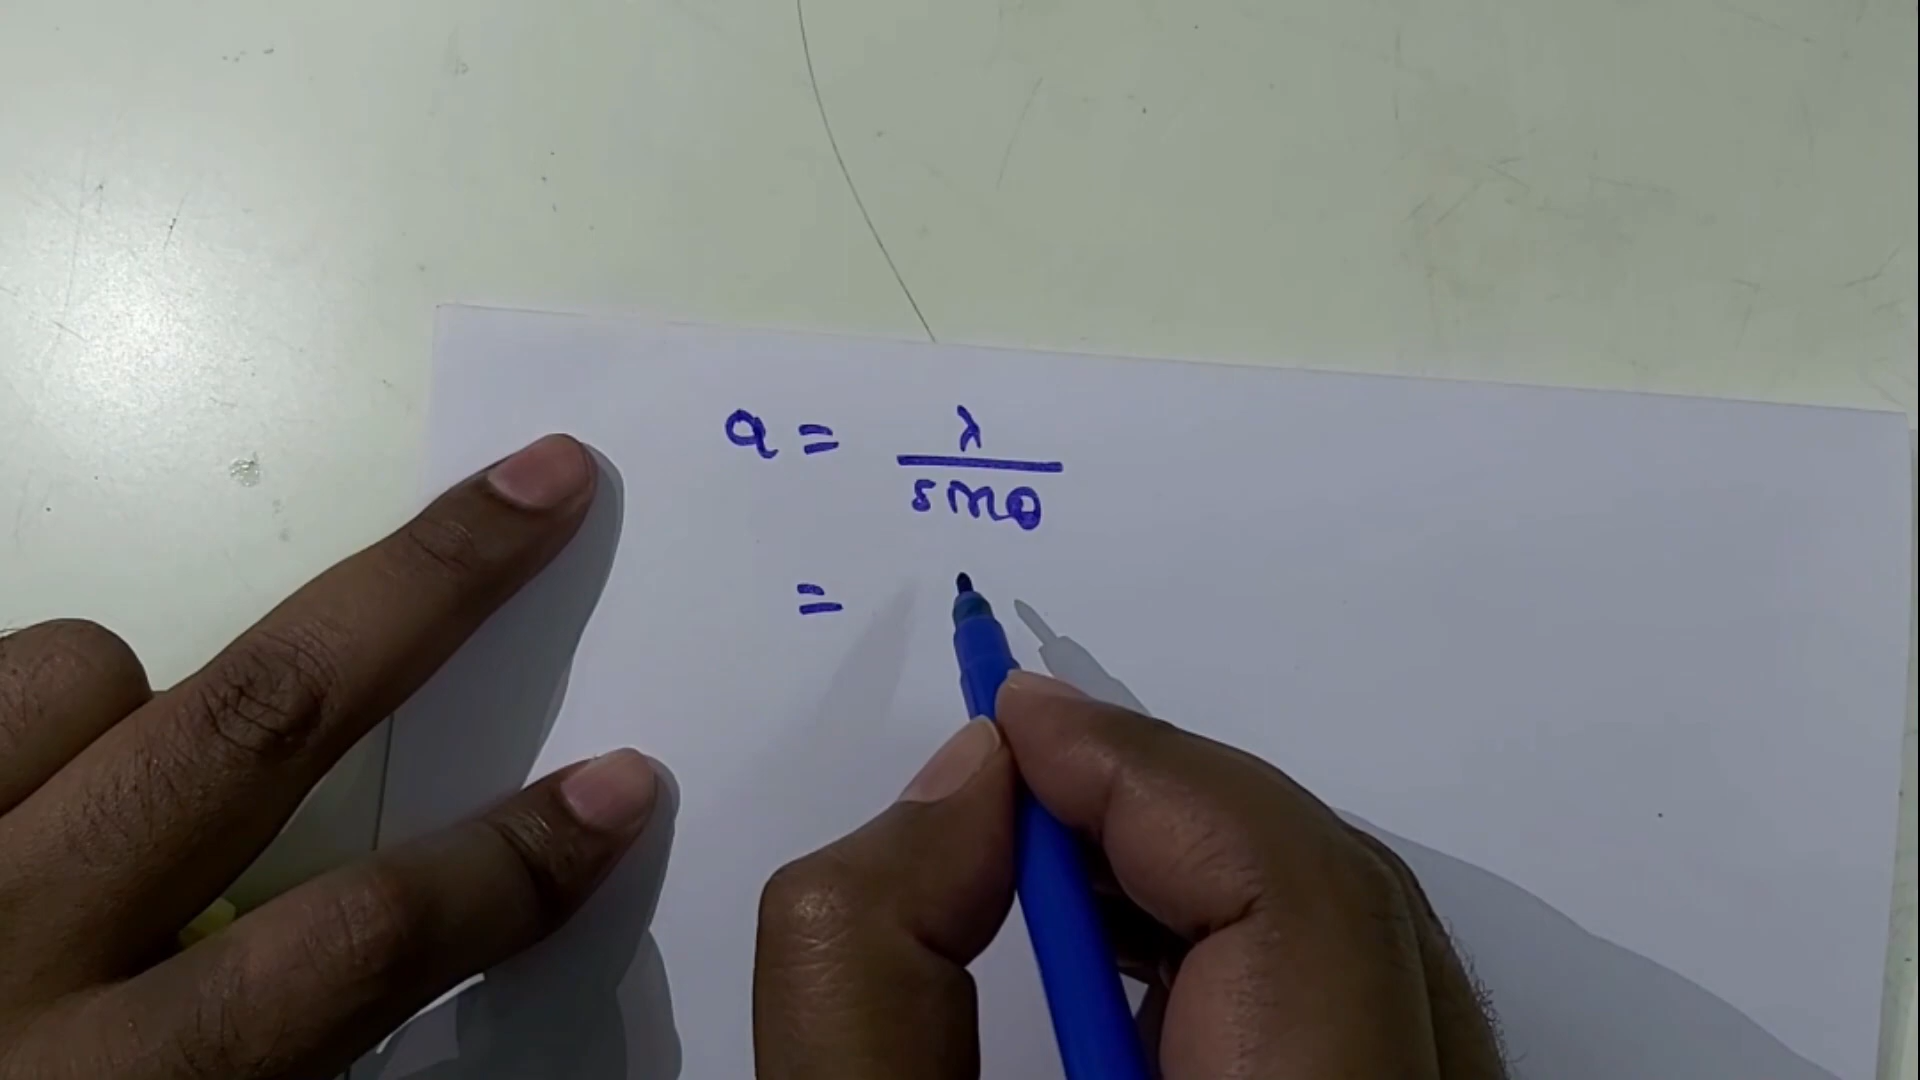 a = λ / sinθ
=